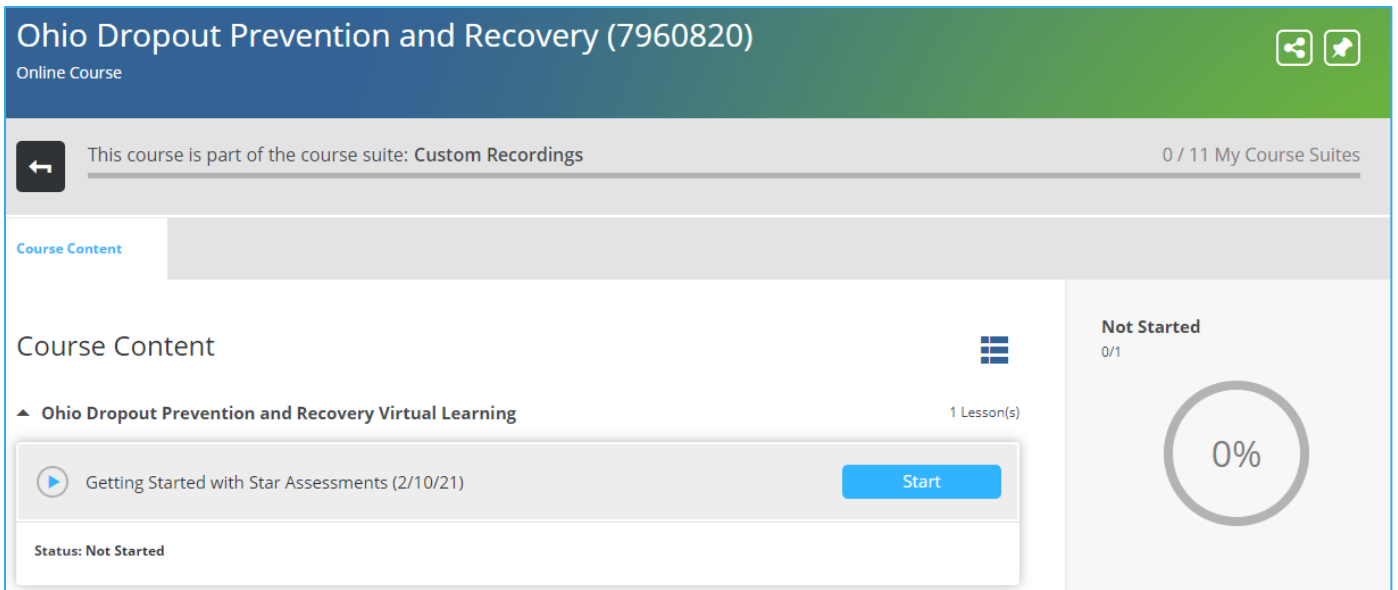 Ohio Dropout Prevention and Recovery (7960820)
Online Course
This course is part of the course suite: Custom Recordings
0 / 11 My Course Suites
Course Content
Course Content
Not Started
0/1
Ohio Dropout Prevention and Recovery Virtual Learning
1 Lesson(s)
0%
Getting Started with Star Assessments (2/10/21)
Start
Status: Not Started